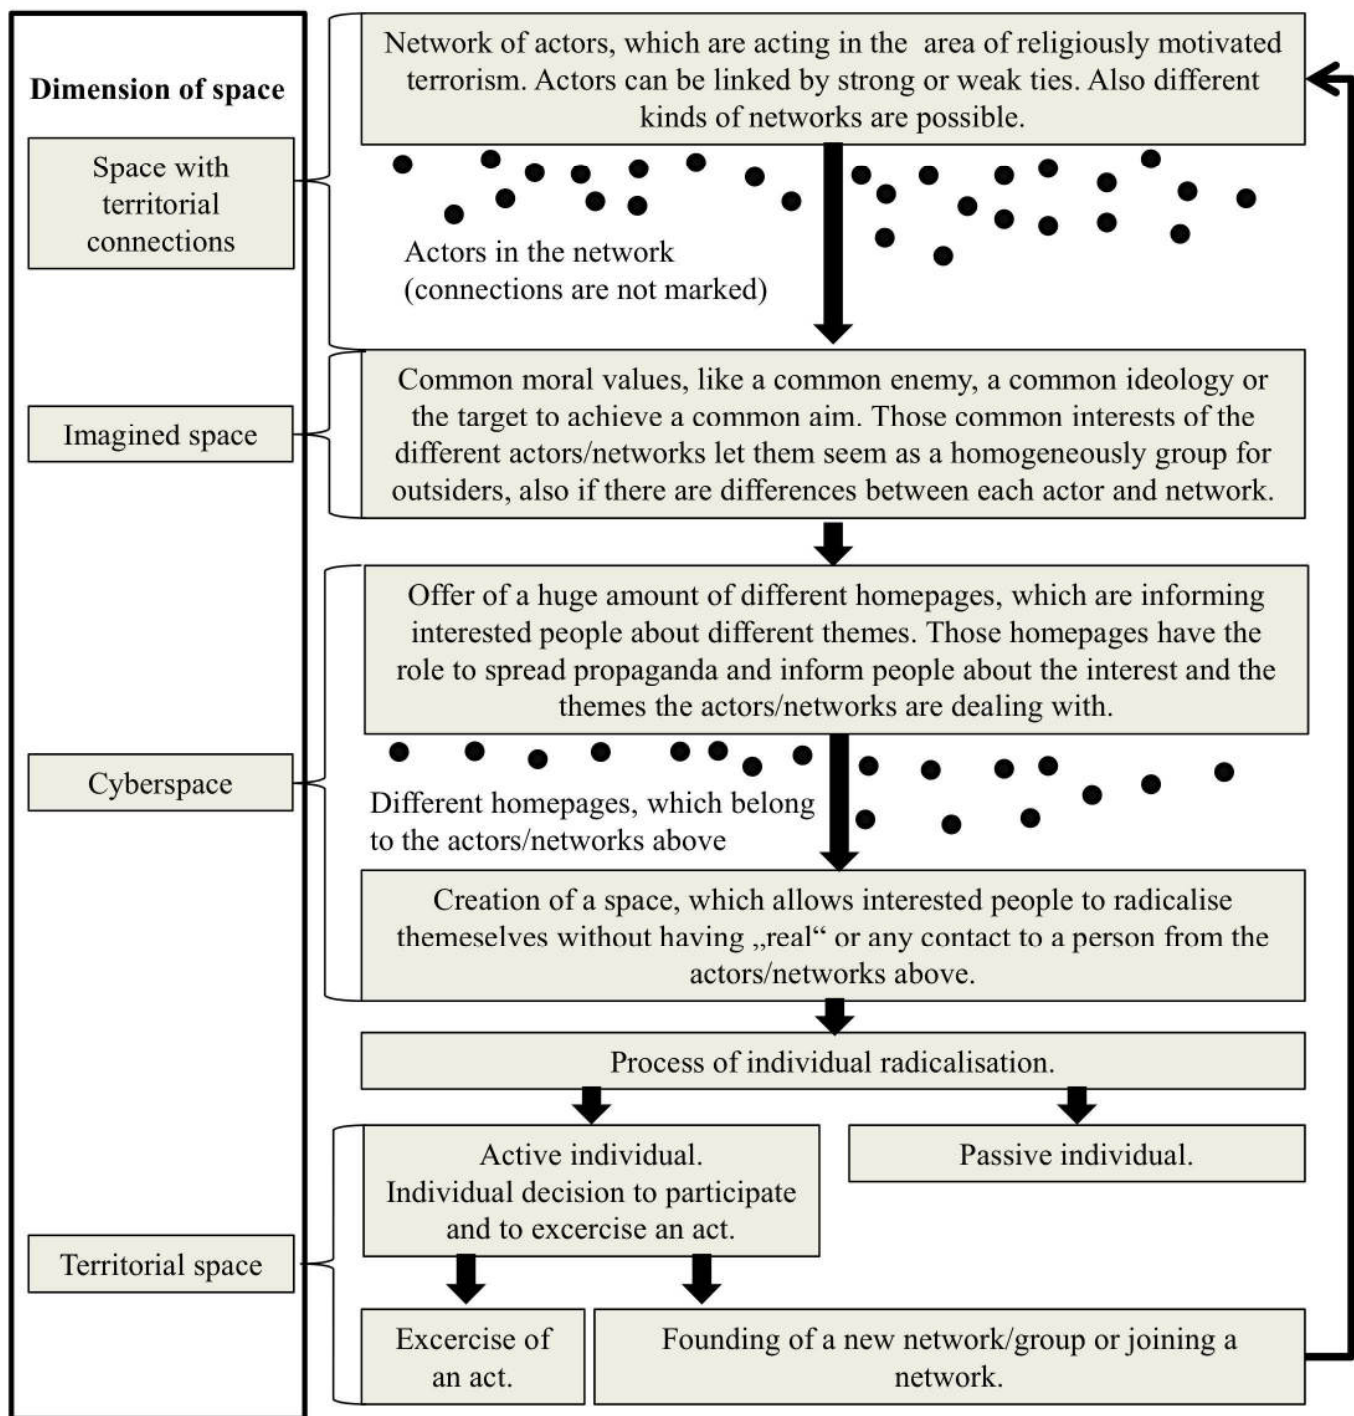 Dimension of space
Space with
territorial
connections
Imagined space
Cyberspace
Territorial space
Network of actors, which are acting in the area of religiously motivated
terrorism. Actors can be linked by strong or weak ties. Also different
kinds of networks are possible.
Actors in the network
(connections are not marked)
Common moral values, like a common enemy, a common ideology or
the target to achieve a common aim. Those common interests of the
different actors/networks let them seem as a homogeneously group for
outsiders, also if there are differences between each actor and network.
Offer of a huge amount of different homepages, which are informing
interested people about different themes. Those homepages have the
role to spread propaganda and inform people about the interest and the
themes the actors/networks are dealing with.
Different homepages, which belong
to the actors/networks above
Creation of a space, which allows interested people to radicalise
themeselves without having „real“ or any contact to a person from the
actors/networks above.
Process of individual radicalisation.
Active individual.
Individual decision to participate
and to excercise an act.
Passive individual.
Excercise of
an act.
Founding of a new network/group or joining a
network.